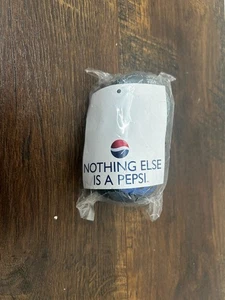 NOTHING ELSE
IS A PEPSI.